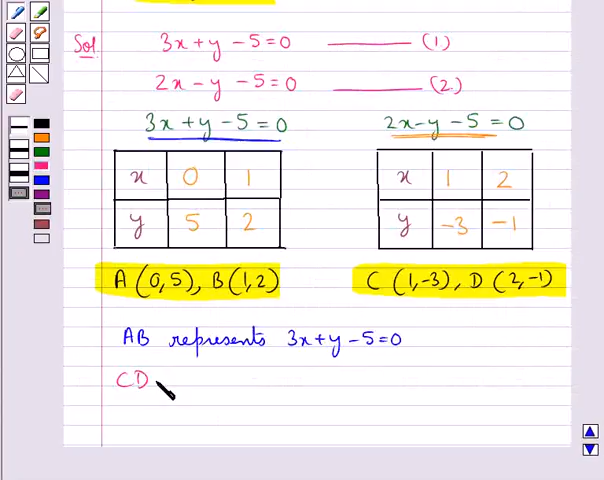 Sol
3x + y - 5 = 0 ——— (1)
2x - y - 5 = 0 ——— (2)
3x + y - 5 = 0
2x - y - 5 = 0
x 0 1
y 5 2
x 1 2
y -3 -1
A (0,5), B(1,2)
C (1,-3), D (2,-1)
AB represents 3x + y - 5 = 0
CD